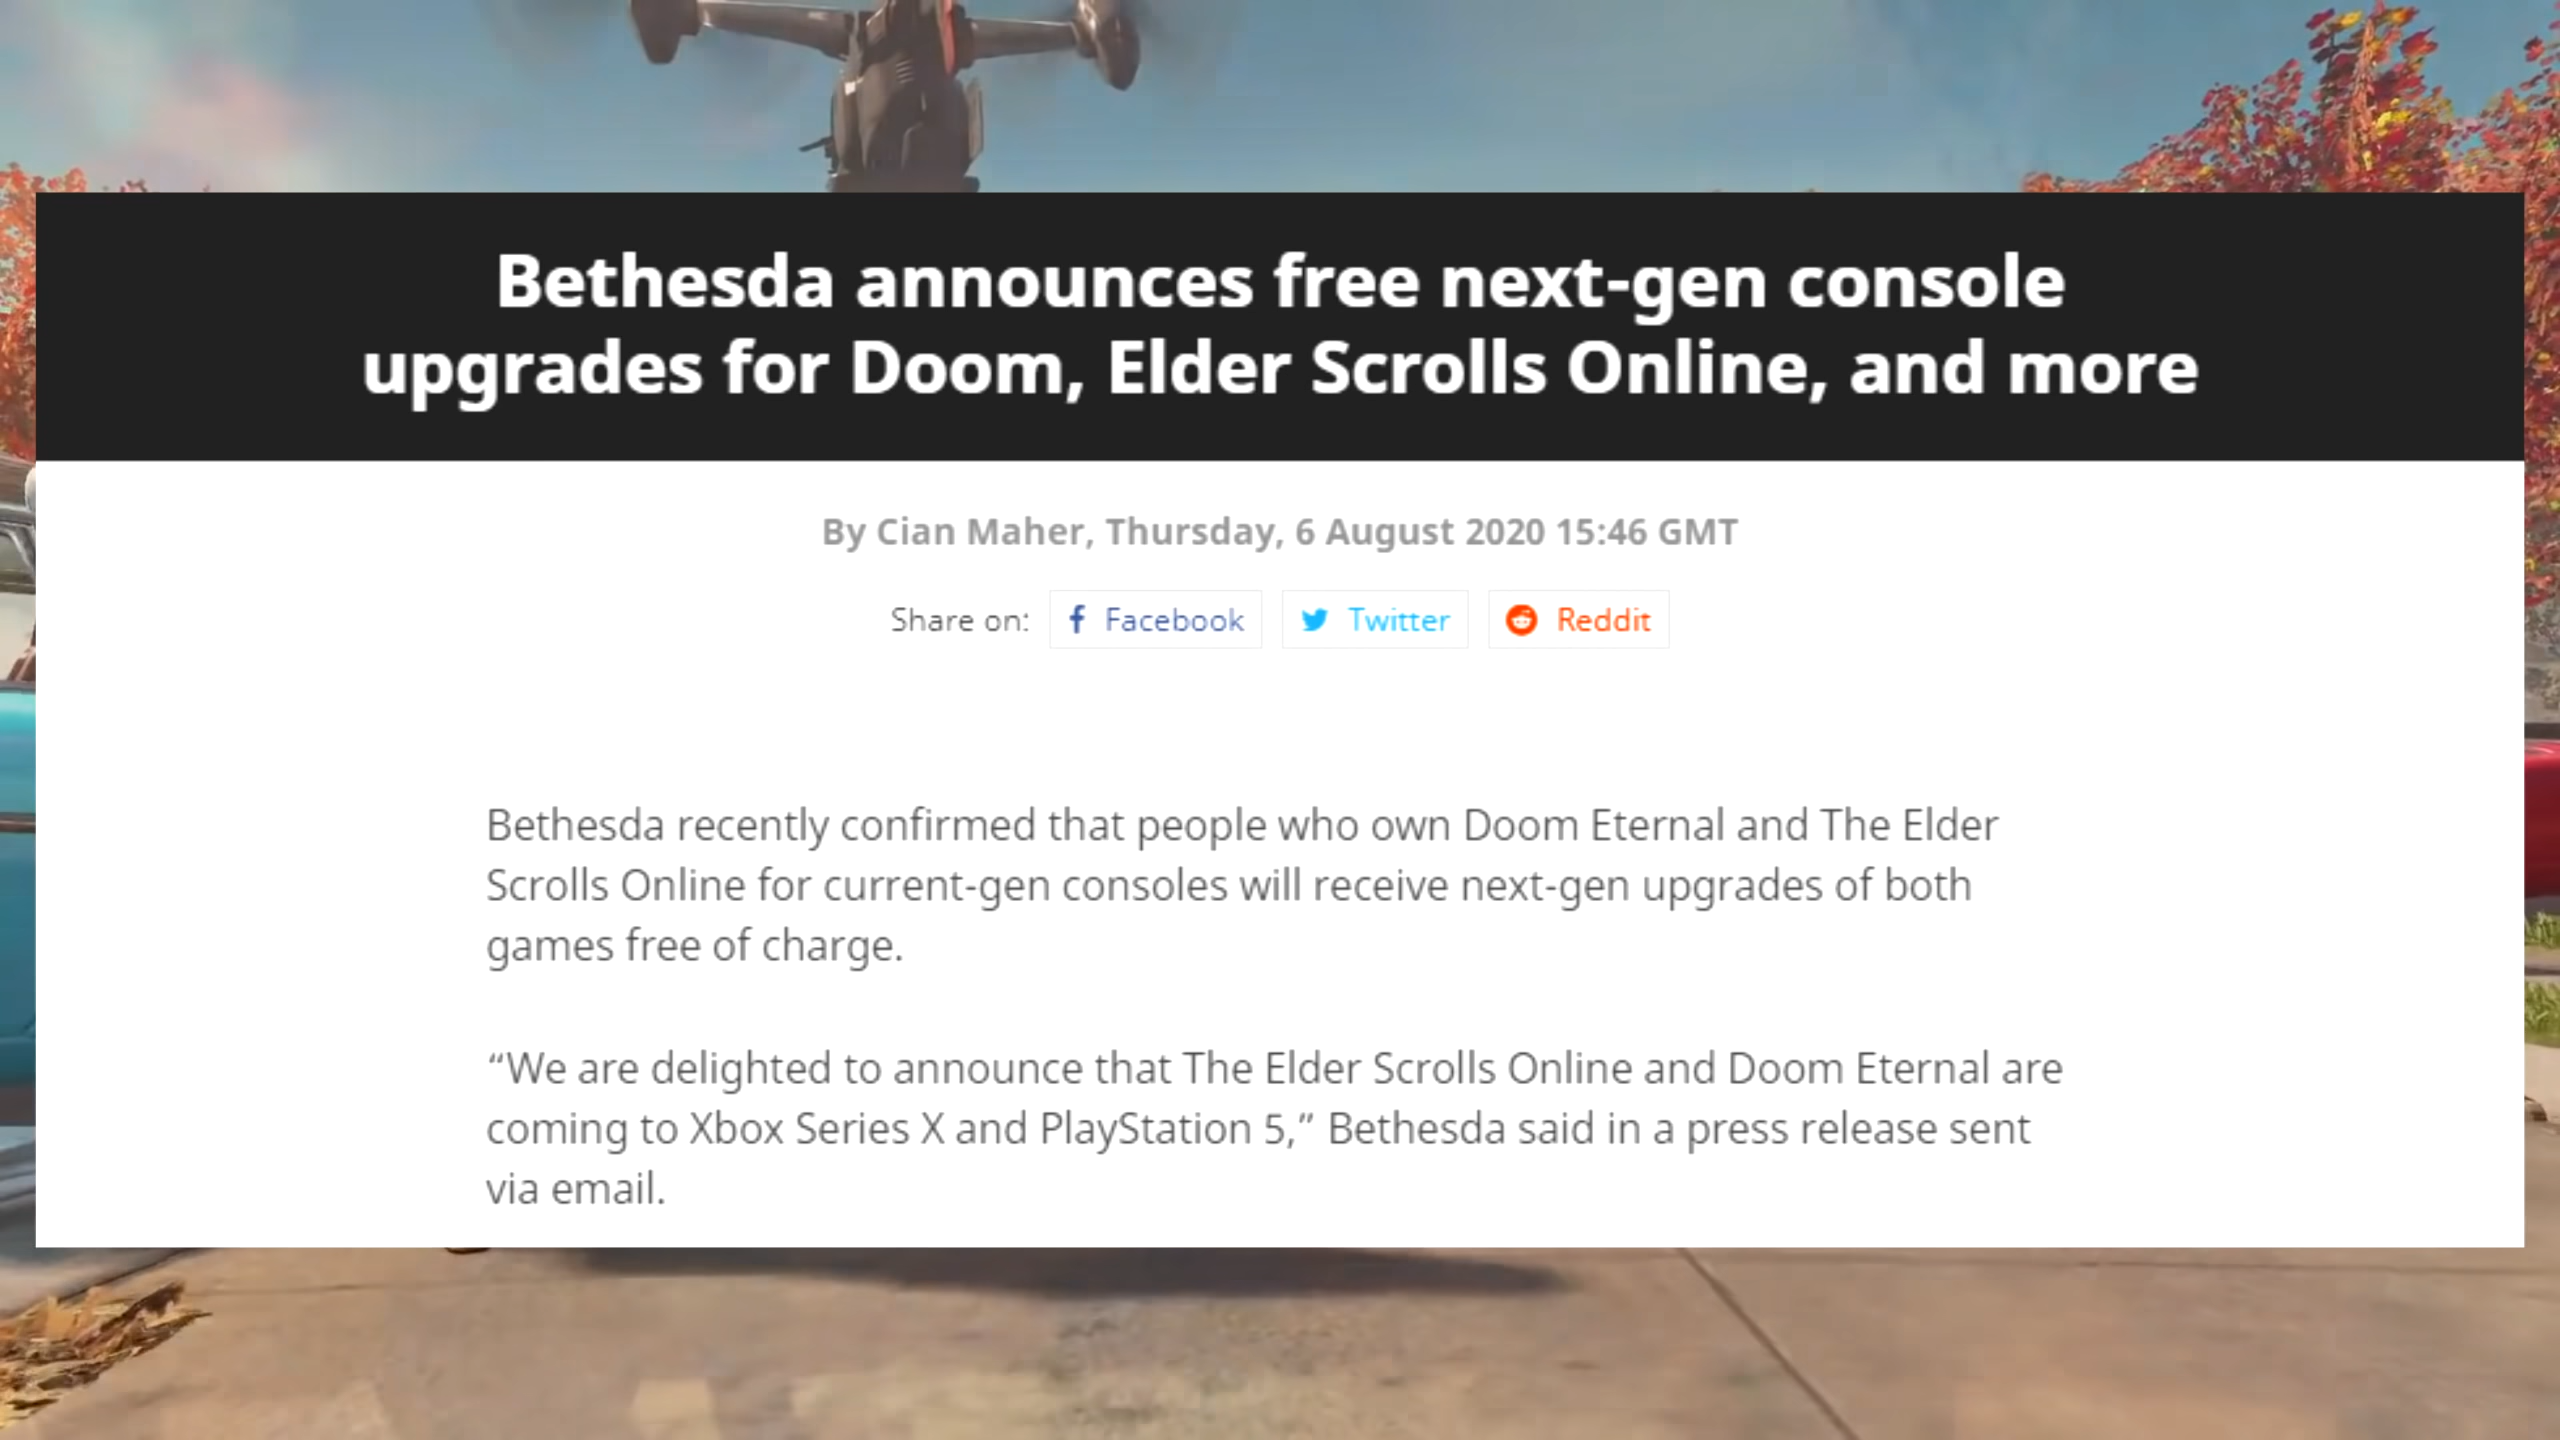 Bethesda announces free next-gen console
upgrades for Doom, Elder Scrolls Online, and more
By Cian Maher, Thursday, 6 August 2020 15:46 GMT
Share on: Facebook Twitter Reddit
Bethesda recently confirmed that people who own Doom Eternal and The Elder
Scrolls Online for current-gen consoles will receive next-gen upgrades of both
games free of charge.
“We are delighted to announce that The Elder Scrolls Online and Doom Eternal are
coming to Xbox Series X and PlayStation 5,” Bethesda said in a press release sent
via email.